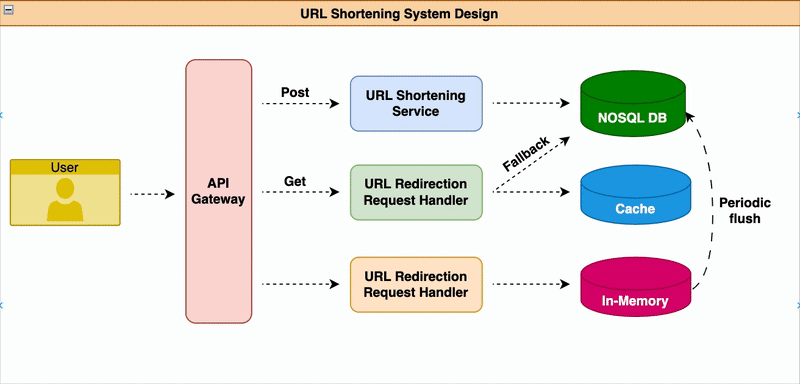 URL Shortening System Design
User
API
Gateway
Post
URL Shortening
Service
NOSQL DB
Fallback
Get
URL Redirection
Request Handler
Cache
Periodic
flush
URL Redirection
Request Handler
In-Memory